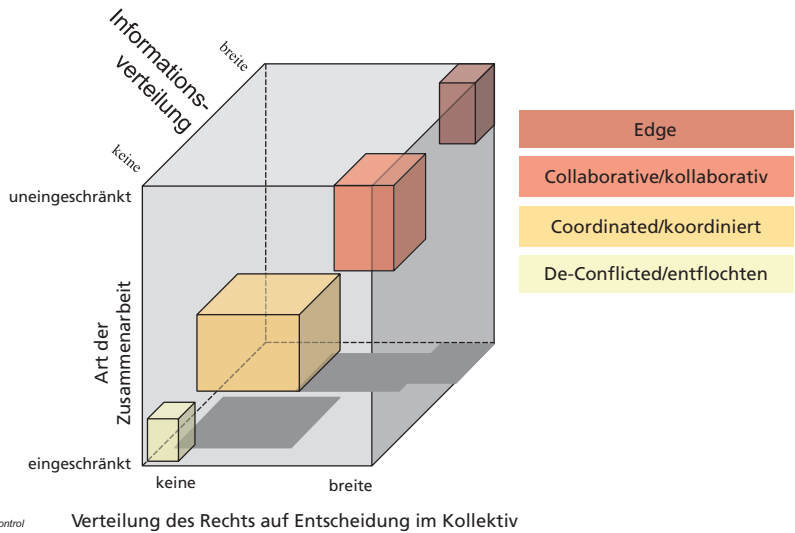 Informations-
verteilung
breite
keine
uneingeschränkt
Art der
Zusammenarbeit
eingeschränkt
keine
breite
Verteilung des Rechts auf Entscheidung im Kollektiv
ontrol
Edge
Collaborative/kollaborativ
Coordinated/koordiniert
De-Conflicted/entflochten